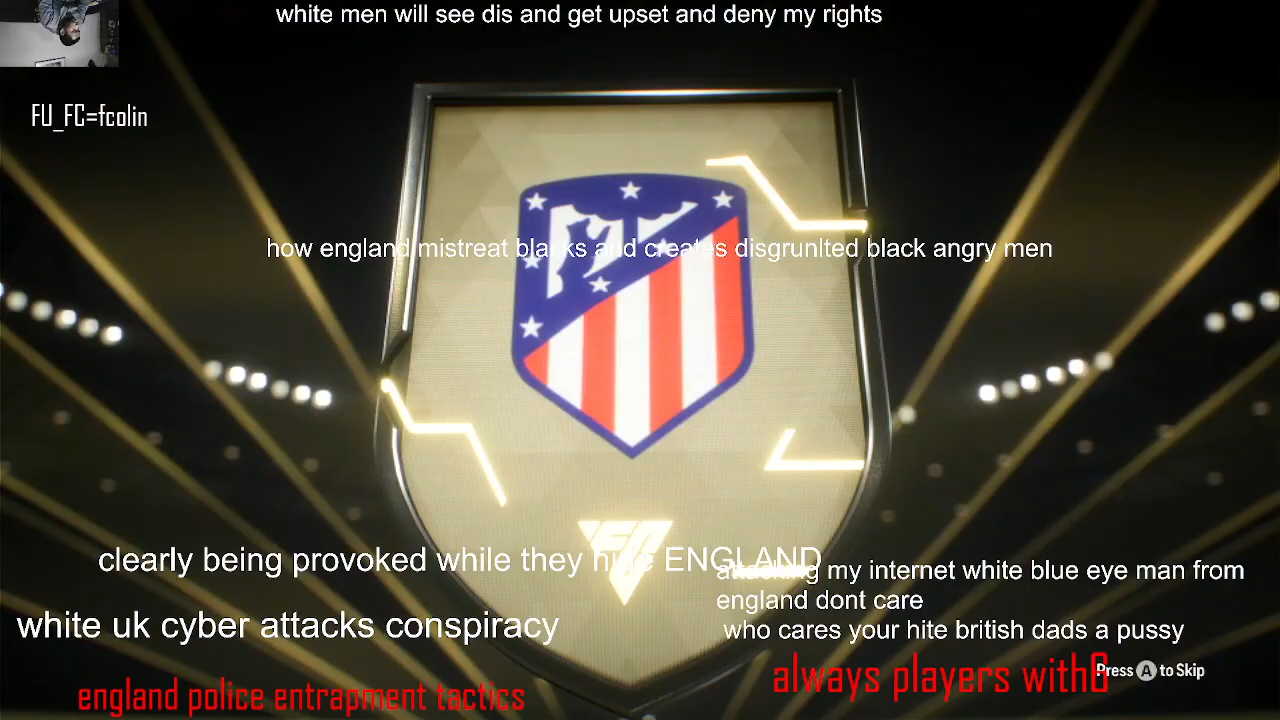 white men will see dis and get upset and deny my rights
FU_FC=fcolin
how england mistreat blacks and creates disgrunlted black angry men
clearly being provoked while they hide ENGLAND
attacking my internet white blue eye man from
england dont care
white uk cyber attacks conspiracy
who cares your hite british dads a pussy
always players with6
Press A to Skip
england police entrapment tactics